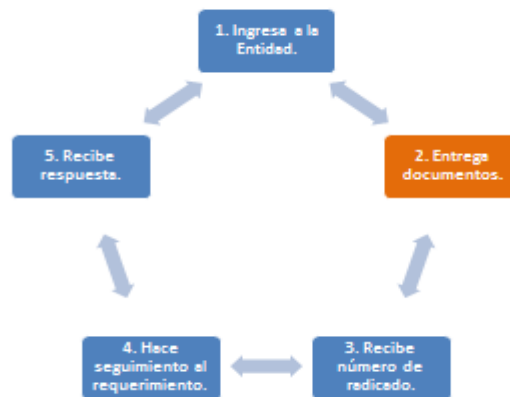 1. Ingresa a la
Entidad.
2. Entrega
documentos.
3. Recibe
número de
radicado.
4. Hace
seguimiento al
requerimiento.
5. Recibe
respuesta.